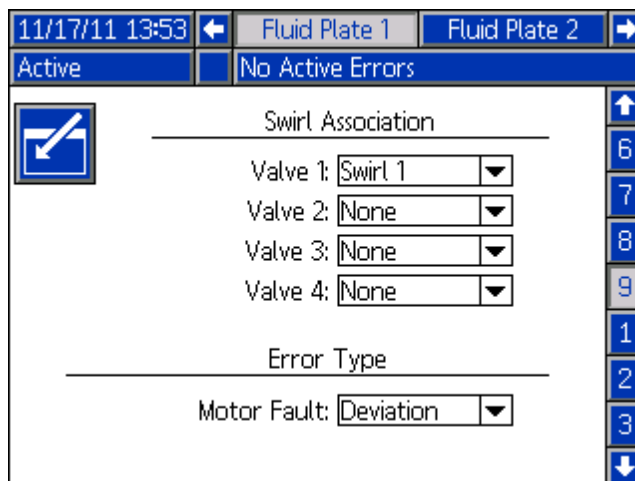 11/17/11 13:53 Fluid Plate 1 Fluid Plate 2
Active No Active Errors
Swirl Association
Valve 1: Swirl 1
Valve 2: None
Valve 3: None
Valve 4: None
Error Type
Motor Fault: Deviation
6
7
8
9
1
2
3